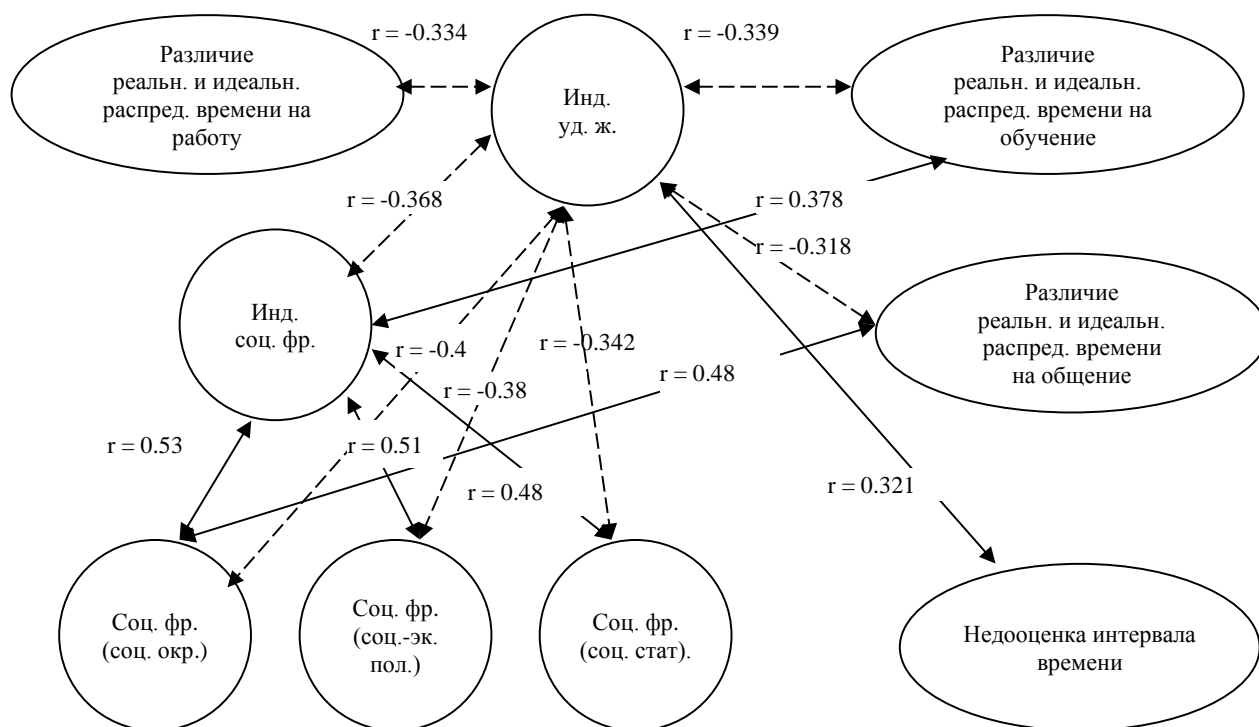 r = -0.334
r = -0.339
Различие
реальн. и идеальн.
распред. времени на
работу
Инд.
уд. ж.
Различие
реальн. и идеальн.
распред. времени на
обучение
r = -0.368
r = 0.378
r = -0.318
Инд.
соц. фр.
Различие
реальн. и идеальн.
распред. времени
на общение
r = -0.4
r = -0.342
r = -0.38
r = 0.48
r = 0.53
r = 0.51
r = 0.48
r = 0.321
Соц. фр.
(соц. окр.)
Соц. фр.
(соц.-эк.
пол.)
Соц. фр.
(соц. стат).
Недооценка интервала
времени